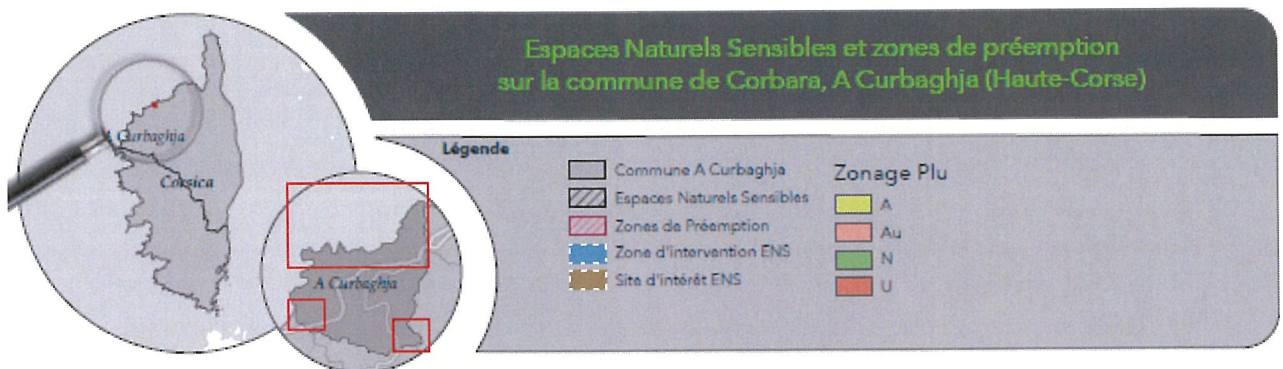 Espaces Naturels Sensibles et zones de préemption
sur la commune de Corbara, A Curbaghja (Haute-Corse)
A Curbaghja
Corsica
A Curbaghja
Légende
Commune A Curbaghja
Espaces Naturels Sensibles
Zones de Préemption
Zone d'intervention ENS
Site d'intérêt ENS
Zonage Plu
A
Au
N
U